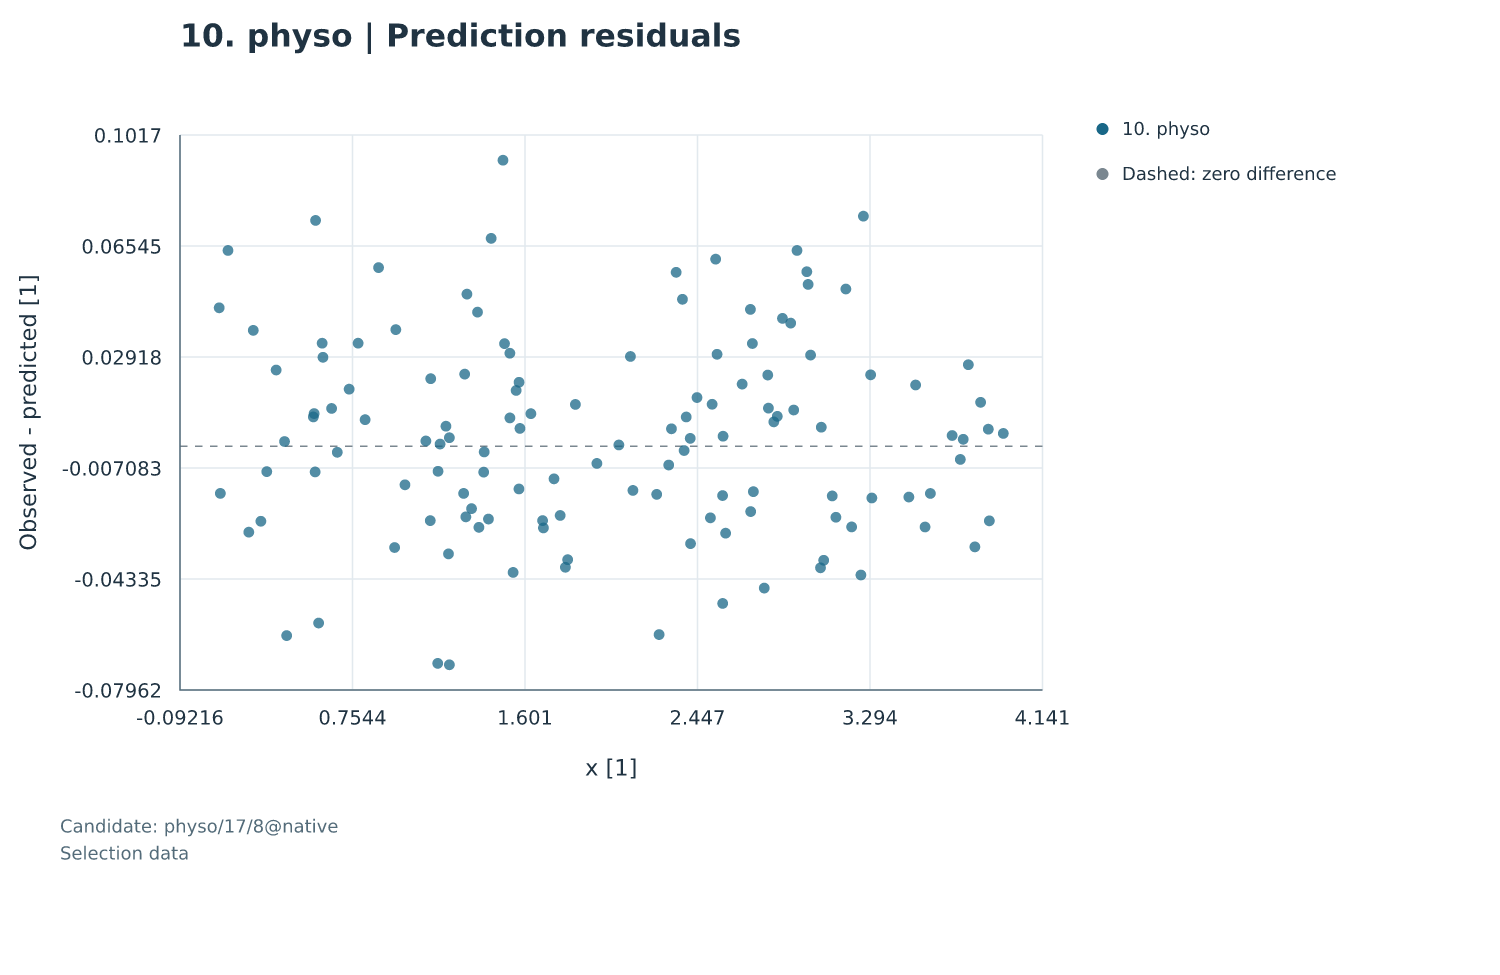 10. physo | Prediction residuals
10. physo
Dashed: zero difference
0.1017
0.06545
0.02918
-0.007083
-0.04335
-0.07962
Observed - predicted [1]
-0.09216
0.7544
1.601
2.447
3.294
4.141
x [1]
Candidate: physo/17/8@native
Selection data